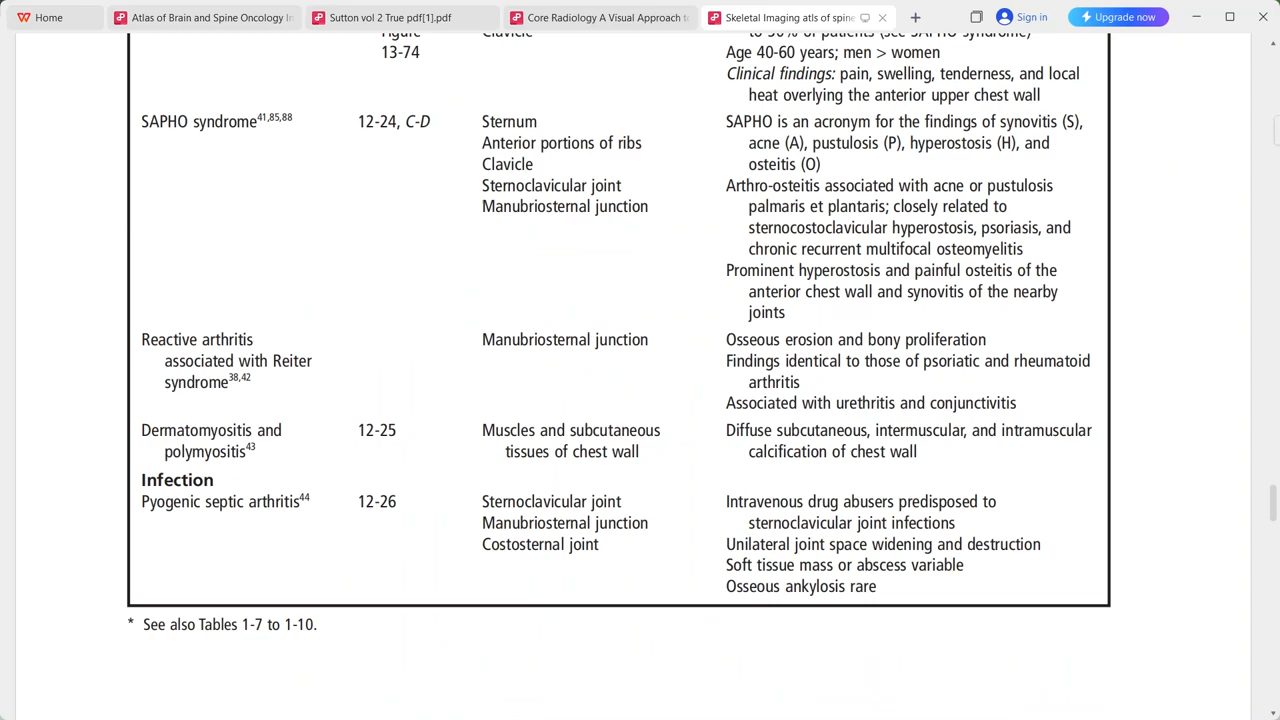 Home
Atlas of Brain and Spine Oncology I
Sutton vol 2 True pdf[1].pdf
Core Radiology A Visual Approach to
Skeletal Imaging atls of spine
Sign in
Upgrade now
Figure
Clavicle
to 50% of patients (see SAPHO syndrome)
13-74
Age 40-60 years; men > women
Clinical findings: pain, swelling, tenderness, and local
heat overlying the anterior upper chest wall
SAPHO syndrome41,85,88
12-24, C-D
Sternum
SAPHO is an acronym for the findings of synovitis (S),
Anterior portions of ribs
acne (A), pustulosis (P), hyperostosis (H), and
Clavicle
osteitis (O)
Sternoclavicular joint
Arthro-osteitis associated with acne or pustulosis
Manubriosternal junction
palmaris et plantaris; closely related to
sternocostoclavicular hyperostosis, psoriasis, and
chronic recurrent multifocal osteomyelitis
Prominent hyperostosis and painful osteitis of the
anterior chest wall and synovitis of the nearby
joints
Reactive arthritis
Manubriosternal junction
Osseous erosion and bony proliferation
associated with Reiter
Findings identical to those of psoriatic and rheumatoid
syndrome38,42
arthritis
Associated with urethritis and conjunctivitis
Dermatomyositis and
12-25
Muscles and subcutaneous
Diffuse subcutaneous, intermuscular, and intramuscular
polymyositis43
tissues of chest wall
calcification of chest wall
Infection
Pyogenic septic arthritis44
12-26
Sternoclavicular joint
Intravenous drug abusers predisposed to
Manubriosternal junction
sternoclavicular joint infections
Costosternal joint
Unilateral joint space widening and destruction
Soft tissue mass or abscess variable
Osseous ankylosis rare
* See also Tables 1-7 to 1-10.